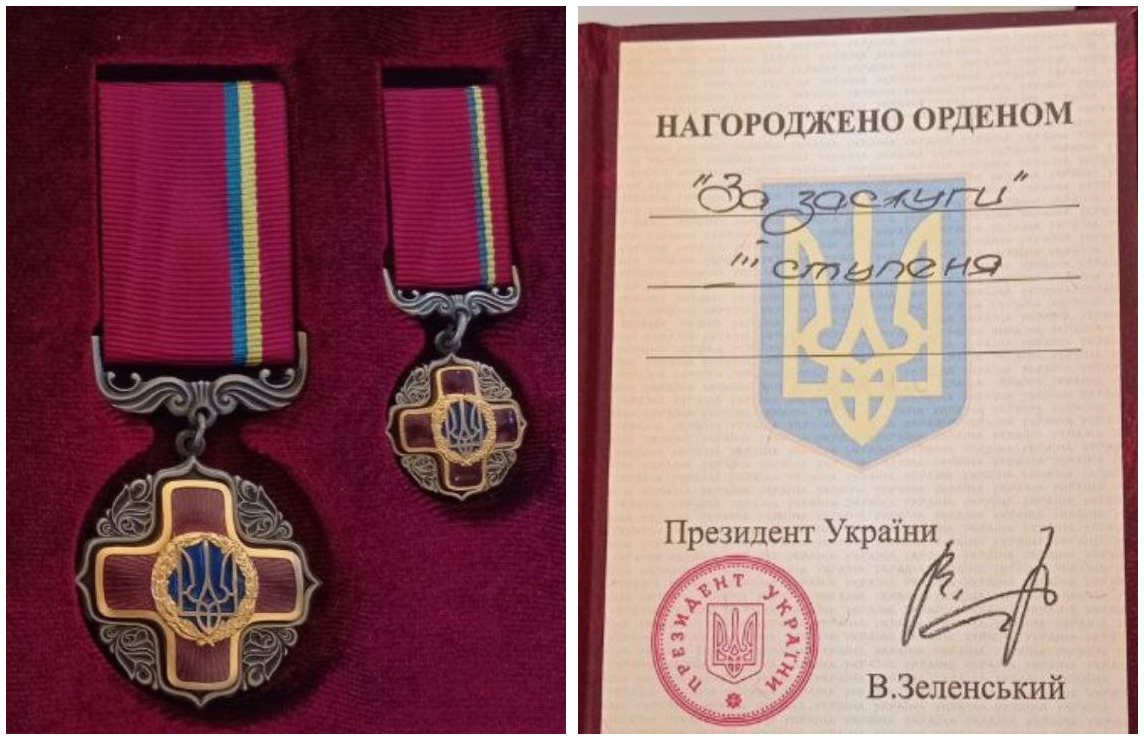 НАГОРОДЖЕНО ОРДЕНОМ
"За заслуги"
III ступеня
Президент України
ПРЕЗИДЕНТ УКРАЇНИ
В.Зеленський